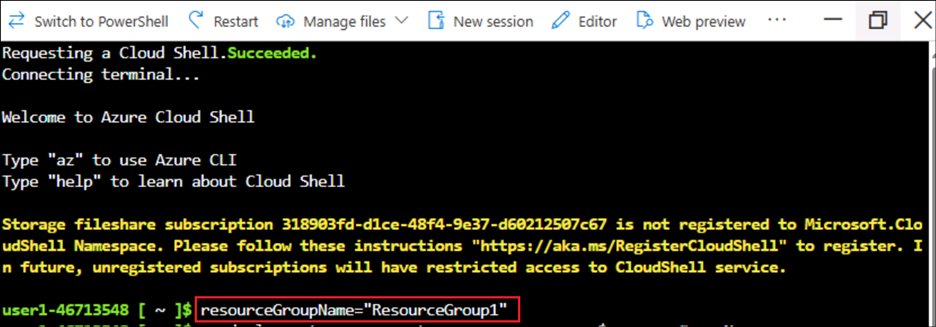 Switch to PowerShell Restart Manage files New session Editor Web preview ...
Requesting a Cloud Shell.Succeeded.
Connecting terminal...
Welcome to Azure Cloud Shell
Type "az" to use Azure CLI
Type "help" to learn about Cloud Shell
Storage fileshare subscription 318903fd-d1ce-48f4-9e37-d60212507c67 is not registered to Microsoft.Clo
udShell Namespace. Please follow these instructions "https://aka.ms/RegisterCloudShell" to register. I
n future, unregistered subscriptions will have restricted access to CloudShell service.
user1-46713548 [ ~ ]$ resourceGroupName="ResourceGroup1"